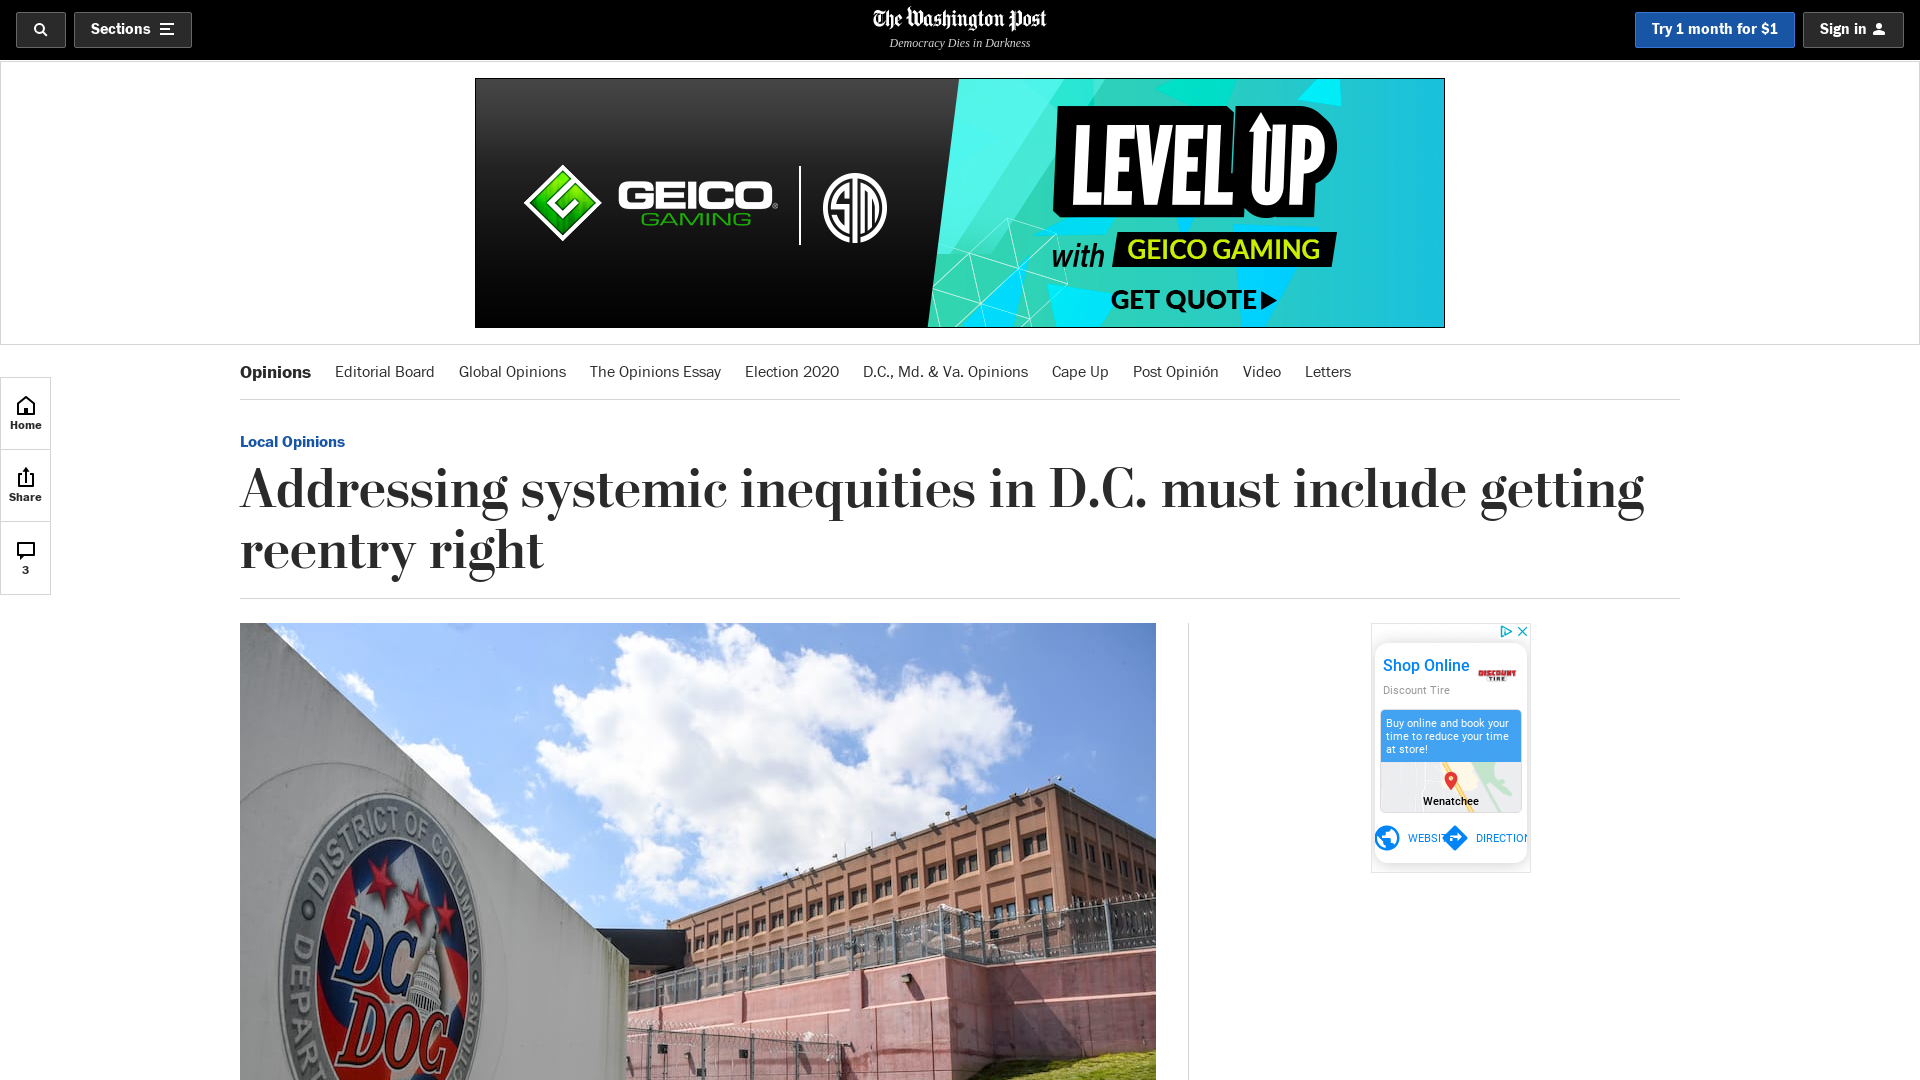 Sections
The Washington Post
Democracy Dies in Darkness
Try 1 month for $1
Sign in
GEICO
GAMING
TSM
LEVEL UP
with GEICO GAMING
GET QUOTE
Opinions Editorial Board Global Opinions The Opinions Essay Election 2020 D.C., Md. & Va. Opinions Cape Up Post Opinión Video Letters
Home
Share
3
Local Opinions
Addressing systemic inequities in D.C. must include getting
reentry right
DISTRICT OF COLUMBIA
DEPAR
DC
DOC
Shop Online
DISCOUNT
TIRE
Discount Tire
Buy online and book your
time to reduce your time
at store!
Wenatchee
WEBSIT
DIRECTION